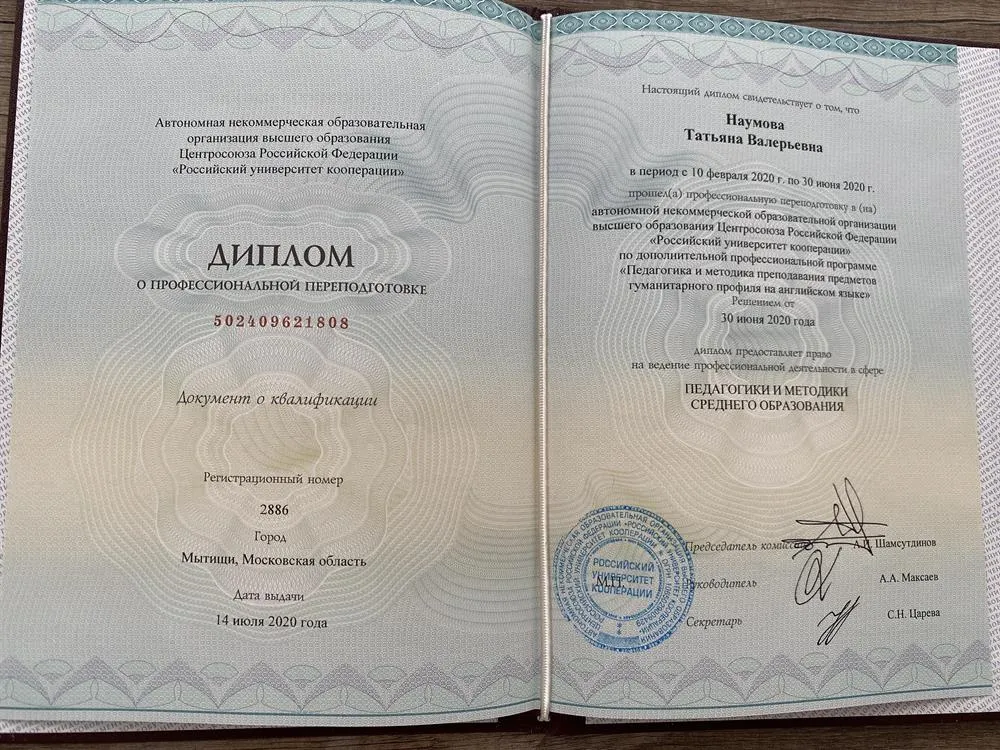 Автономная некоммерческая образовательная
организация высшего образования
Центросоюза Российской Федерации
«Российский университет кооперации»
ДИПЛОМ
О ПРОФЕССИОНАЛЬНОЙ ПЕРЕПОДГОТОВКЕ
502409621808
Документ о квалификации
Регистрационный номер
2886
Город
Мытищи, Московская область
Дата выдачи
14 июля 2020 года
Настоящий диплом свидетельствует о том, что
Наумова
Татьяна Валерьевна
в период с 10 февраля 2020 г. по 30 июня 2020 г.
прошел(а) профессиональную переподготовку в (на)
автономной некоммерческой образовательной организации
высшего образования Центросоюза Российской Федерации
«Российский университет кооперации»
по дополнительной профессиональной программе
«Педагогика и методика преподавания предметов
гуманитарного профиля на английском языке»
Решением от
30 июня 2020 года
диплом предоставляет право
на ведение профессиональной деятельности в сфере
ПЕДАГОГИКИ И МЕТОДИКИ
СРЕДНЕГО ОБРАЗОВАНИЯ
Председатель комиссии
Шамсутдинов
М.П.
Руководитель
А.А. Максаев
Секретарь
С.Н. Царева
РОССИЙСКИЙ
УНИВЕРСИТЕТ
КООПЕРАЦИИ